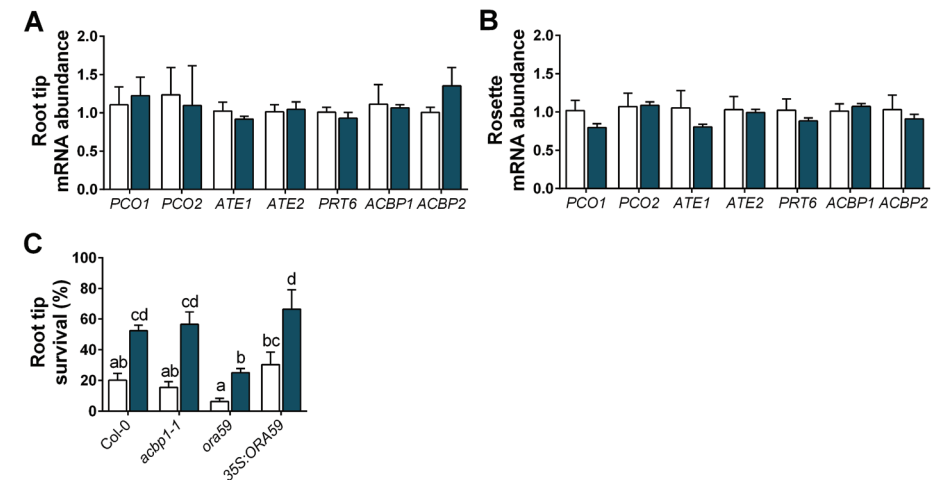 A
Root tip
mRNA abundance
2.0
1.5
1.0
0.5
0.0
PCO1 PCO2 ATE1 ATE2 PRT6 ACBP1 ACBP2
B
Rosette
mRNA abundance
2.0
1.5
1.0
0.5
0.0
PCO1 PCO2 ATE1 ATE2 PRT6 ACBP1 ACBP2
C
Root tip
survival (%)
100
80
60
40
20
0
ab cd ab cd a b bc d
Col-0
acbp1-1
ora59
35S:ORA59